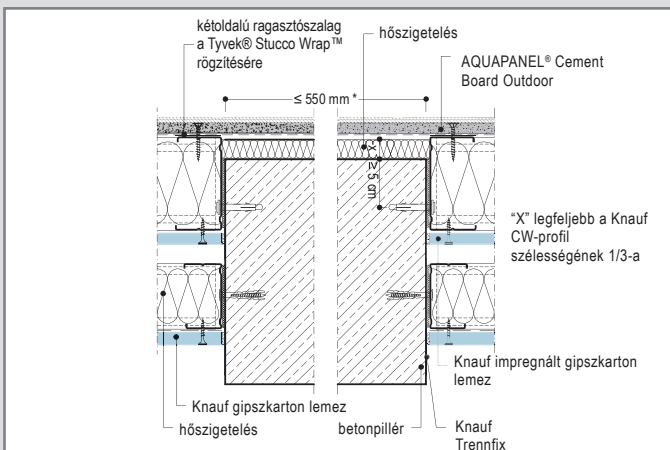 kétoldalú ragasztószalag
a Tyvek® Stucco Wrap™
rögzítésére
hőszigetelés
AQUAPANEL® Cement
Board Outdoor
≤ 550 mm *
"X"
≥ 5 cm
"X" legfeljebb a Knauf
CW-profil
szélességének 1/3-a
Knauf impregnált gipszkarton
lemez
Knauf gipszkarton lemez
hőszigetelés
betonpillér
Knauf
Trennfix